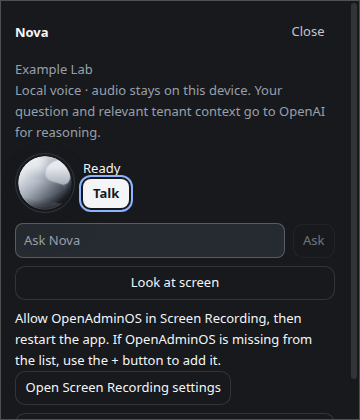 Nova
Close
Example Lab
Local voice · audio stays on this device. Your
question and relevant tenant context go to OpenAI
for reasoning.
Ready
Talk
Ask Nova
Ask
Look at screen
Allow OpenAdminOS in Screen Recording, then
restart the app. If OpenAdminOS is missing from
the list, use the + button to add it.
Open Screen Recording settings